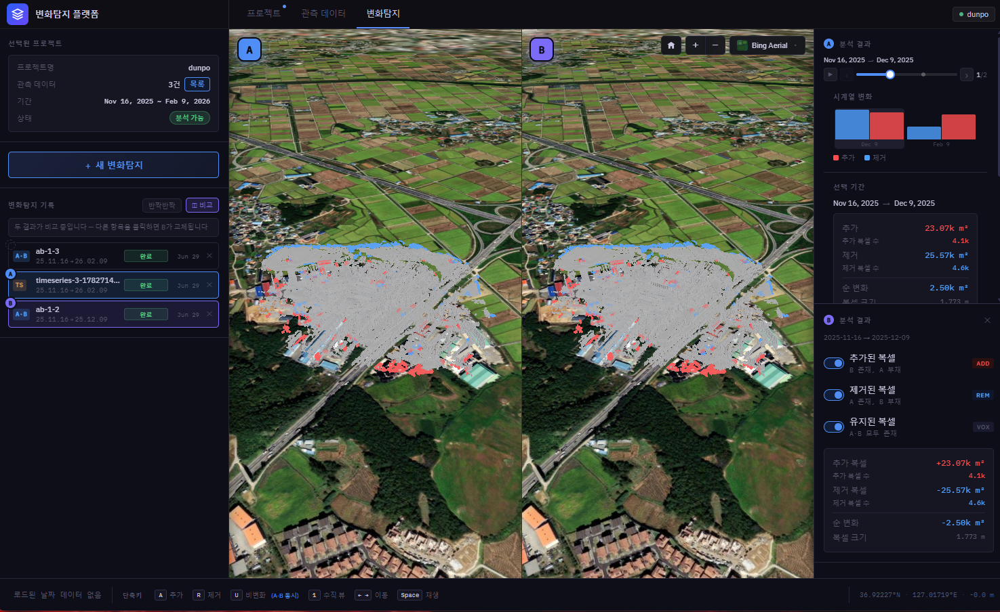 변화탐지 플랫폼
프로젝트
관측 데이터
변화탐지
dunpo
선택된 프로젝트
프로젝트명
dunpo
관측 데이터
3건
목록
기간
Nov 16, 2025 ~ Feb 9, 2026
상태
분석 가능
+ 새 변화탐지
변화탐지 기록
반짝반짝
비교
두 결과가 비교 중입니다 — 다른 항목을 클릭하면 B가 교체됩니다
A·B
ab-1-3
25.11.16→26.02.09
완료
Jun 29
×
A
TS
timeseries-3-1782714...
25.11.16→26.02.09
완료
Jun 29
×
B
A·B
ab-1-2
25.11.16→25.12.09
완료
Jun 29
×
A
B
+
−
Bing Aerial
A
분석 결과
Nov 16, 2025 → Dec 9, 2025
1/2
시계열 변화
Dec 9
Feb 9
추가
제거
선택 기간
Nov 16, 2025 → Dec 9, 2025
추가
23.07k m²
추가 복셀 수
4.1k
제거
25.57k m²
제거 복셀 수
4.6k
순 변화
2.50k m²
복셀 크기
1.773 m
B
분석 결과
×
2025-11-16 → 2025-12-09
추가된 복셀
B 존재, A 부재
ADD
제거된 복셀
A 존재, B 부재
REM
유지된 복셀
A·B 모두 존재
VOX
추가 복셀
+23.07k m²
추가 복셀 수
4.1k
제거 복셀
-25.57k m²
제거 복셀 수
4.6k
순 변화
-2.50k m²
복셀 크기
1.773 m
로드된 날짜 데이터 없음
단축키
A 추가
R 제거
U 비변화 (A·B 동시)
1 수직 뷰
← → 이동
Space 재생
36.92227°N · 127.01719°E · -0.0 m